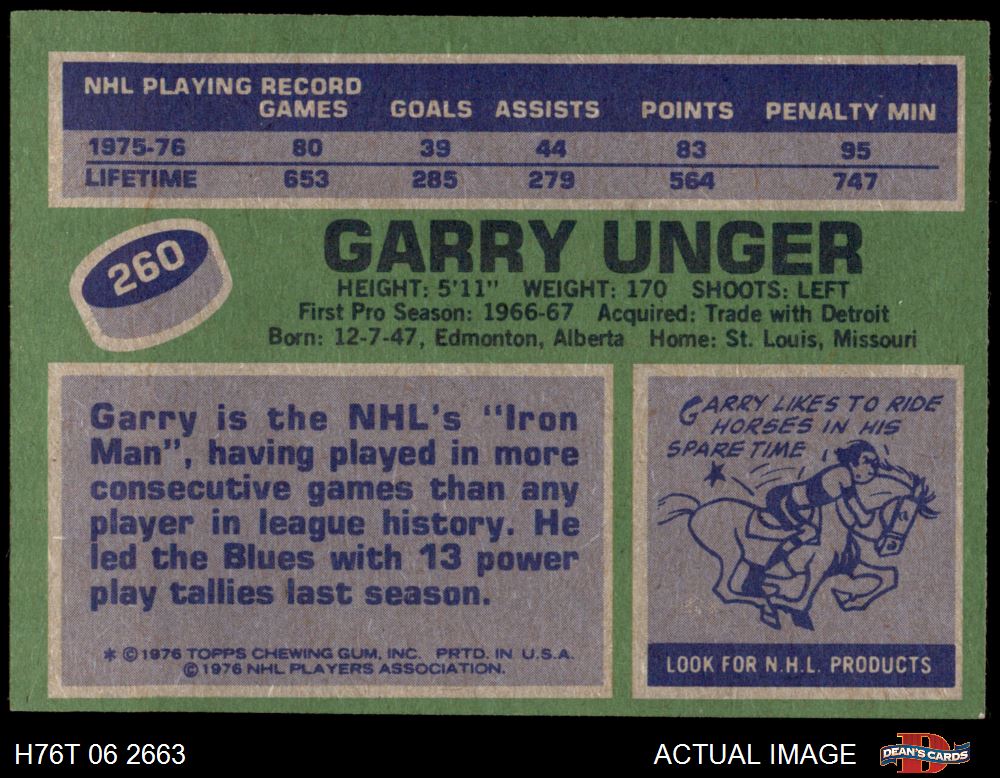 NHL PLAYING RECORD
GAMES GOALS ASSISTS POINTS PENALTY MIN
1975-76 80 39 44 83 95
LIFETIME 653 285 279 564 747
260
GARRY UNGER
HEIGHT: 5'11" WEIGHT: 170 SHOOTS: LEFT
First Pro Season: 1966-67 Acquired: Trade with Detroit
Born: 12-7-47, Edmonton, Alberta Home: St. Louis, Missouri
Garry is the NHL's "Iron
Man", having played in more
consecutive games than any
player in league history. He
led the Blues with 13 power
play tallies last season.
* ©1976 TOPPS CHEWING GUM, INC. PRTD. IN U.S.A.
©1976 NHL PLAYERS ASSOCIATION.
GARRY LIKES TO RIDE
HORSES IN HIS
SPARE TIME
LOOK FOR N.H.L. PRODUCTS
H76T 06 2663
ACTUAL IMAGE
D
DEAN'S CARDS